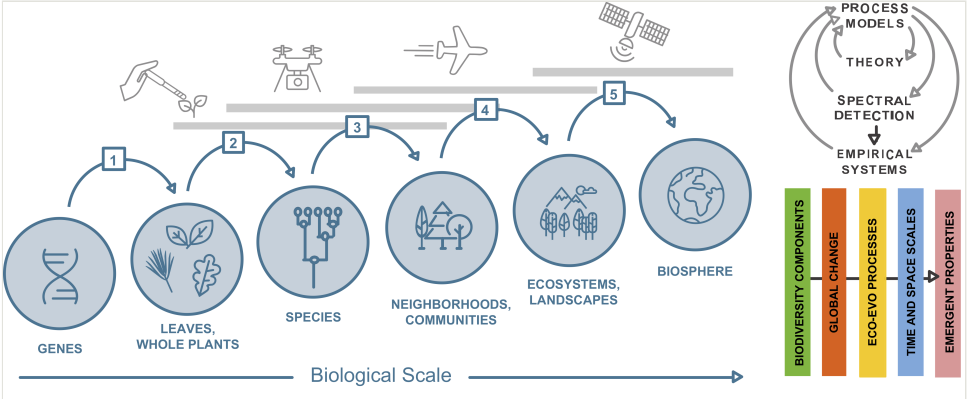 PROCESS
MODELS
THEORY
SPECTRAL
DETECTION
EMPIRICAL
SYSTEMS
1
2
3
4
5
GENES
LEAVES,
WHOLE PLANTS
SPECIES
NEIGHBORHOODS,
COMMUNITIES
ECOSYSTEMS,
LANDSCAPES
BIOSPHERE
Biological Scale
BIODIVERSITY COMPONENTS
GLOBAL CHANGE
ECO-EVO PROCESSES
TIME AND SPACE SCALES
EMERGENT PROPERTIES